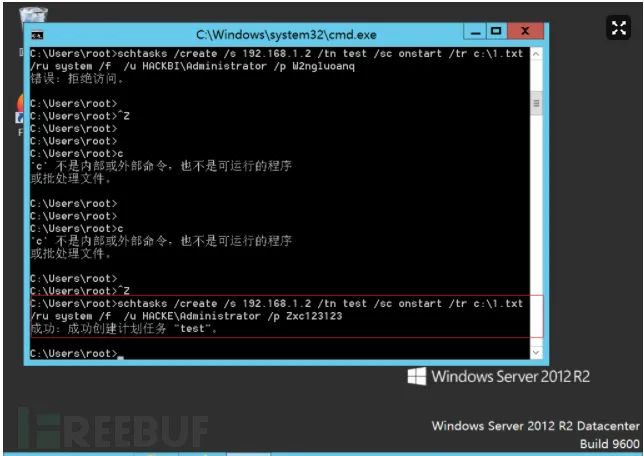 C:\Windows\system32\cmd.exe
C:\Users\root>schtasks /create /s 192.168.1.2 /tn test /sc onstart /tr c:\1.txt
/ru system /f  /u HACKBI\Administrator /p W2ngluoanq
错误: 拒绝访问。
C:\Users\root>
C:\Users\root>^Z
C:\Users\root>
C:\Users\root>
C:\Users\root>c
'c' 不是内部或外部命令，也不是可运行的程序
或批处理文件。
C:\Users\root>
C:\Users\root>
C:\Users\root>c
'c' 不是内部或外部命令，也不是可运行的程序
或批处理文件。
C:\Users\root>
C:\Users\root>^Z
C:\Users\root>schtasks /create /s 192.168.1.2 /tn test /sc onstart /tr c:\1.txt
/ru system /f  /u HACKE\Administrator /p Zxc123123
成功: 成功创建计划任务 "test"。
C:\Users\root>
Windows Server 2012 R2
Windows Server 2012 R2 Datacenter
Build 9600
REEBUF